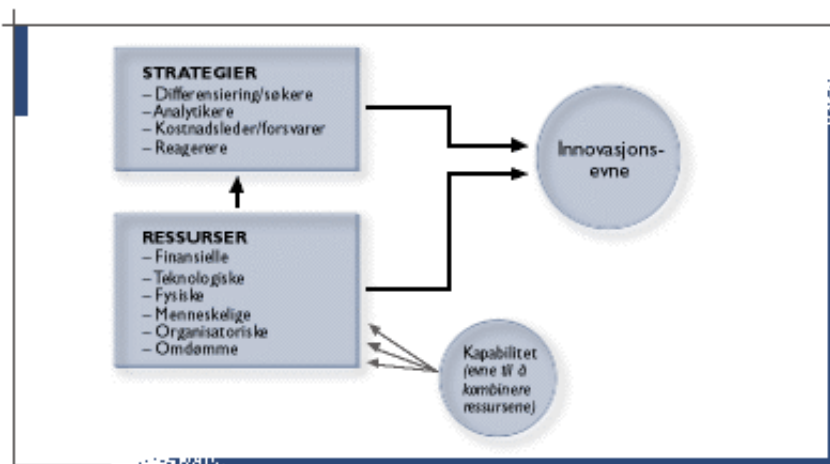 STRATEGIER
– Differensiering/søkere
– Analytikere
– Kostnadsleder/forsvarer
– Reagerere
Innovasjons-
evne
RESSURSER
– Finansielle
– Teknologiske
– Fysiske
– Menneskelige
– Organisatoriske
– Omdømme
Kapabilitet
(evne til å
kombinere
ressursene)